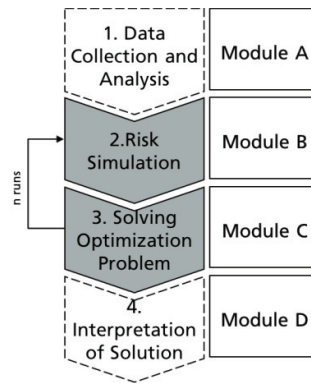 1. Data
Collection and
Analysis
Module A
2.Risk
Simulation
Module B
n runs
3. Solving
Optimization
Problem
Module C
4.
Interpretation
of Solution
Module D